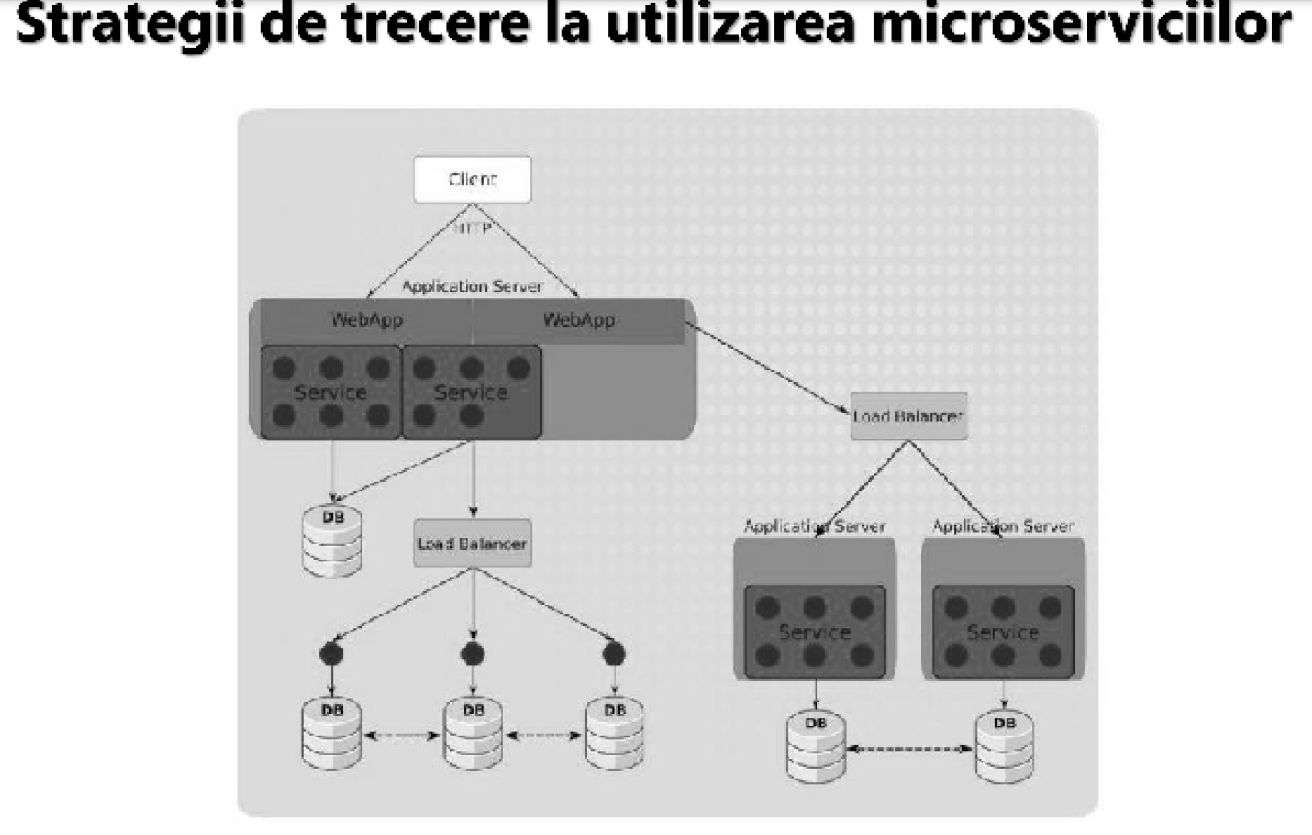 Strategii de trecere la utilizarea microserviciilor
Client
HTTP
Application Server
WebApp WebApp
Service Service
Load Balancer
DB
Load Balancer
Application Server Application Server
Service Service
DB DB DB
DB DB